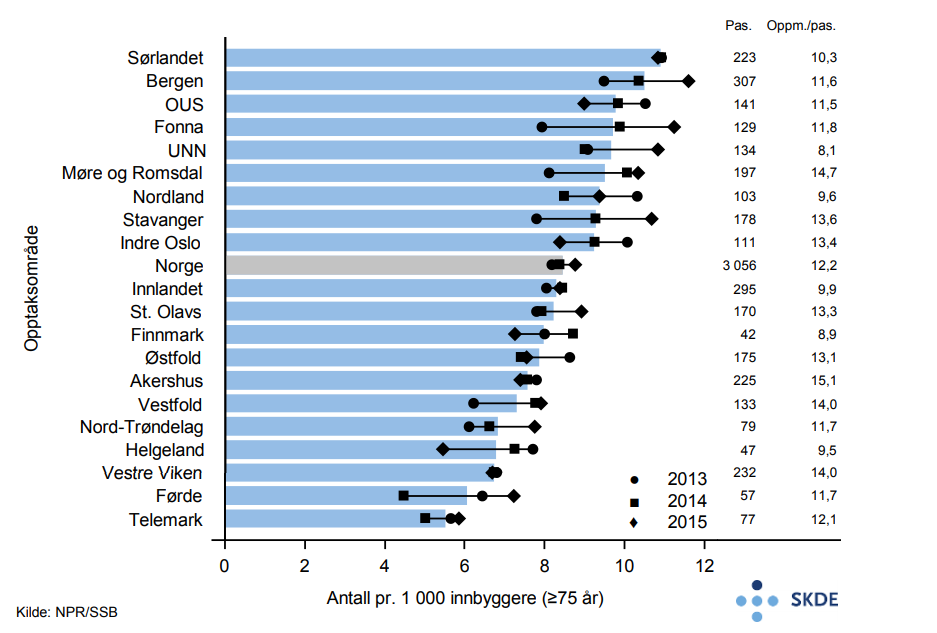 Pas. Oppm./pas.
Sørlandet 223 10,3
Bergen 307 11,6
OUS 141 11,5
Fonna 129 11,8
UNN 134 8,1
Møre og Romsdal 197 14,7
Nordland 103 9,6
Stavanger 178 13,6
Indre Oslo 111 13,4
Norge 3 056 12,2
Innlandet 295 9,9
St. Olavs 170 13,3
Finnmark 42 8,9
Østfold 175 13,1
Akershus 225 15,1
Vestfold 133 14,0
Nord-Trøndelag 79 11,7
Helgeland 47 9,5
Vestre Viken 232 14,0
Førde 57 11,7
Telemark 77 12,1
Opptaksområde
2013
2014
2015
0 2 4 6 8 10 12
Antall pr. 1 000 innbyggere (≥75 år)
Kilde: NPR/SSB
SKDE